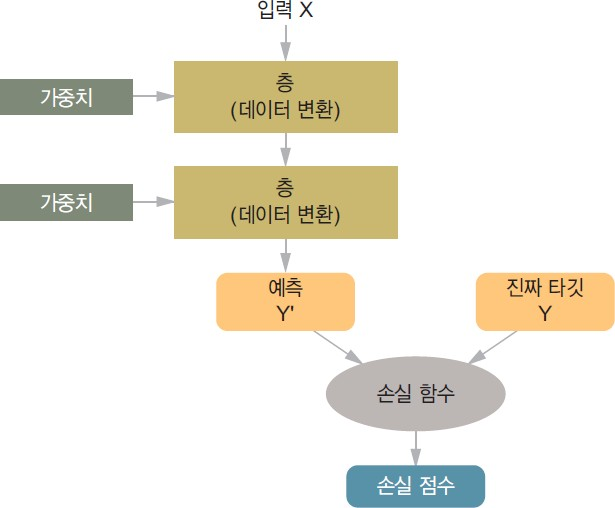 입력 X
층
(데이터 변환)
가중치
층
(데이터 변환)
가중치
예측
Y'
진짜 타깃
Y
손실 함수
손실 점수